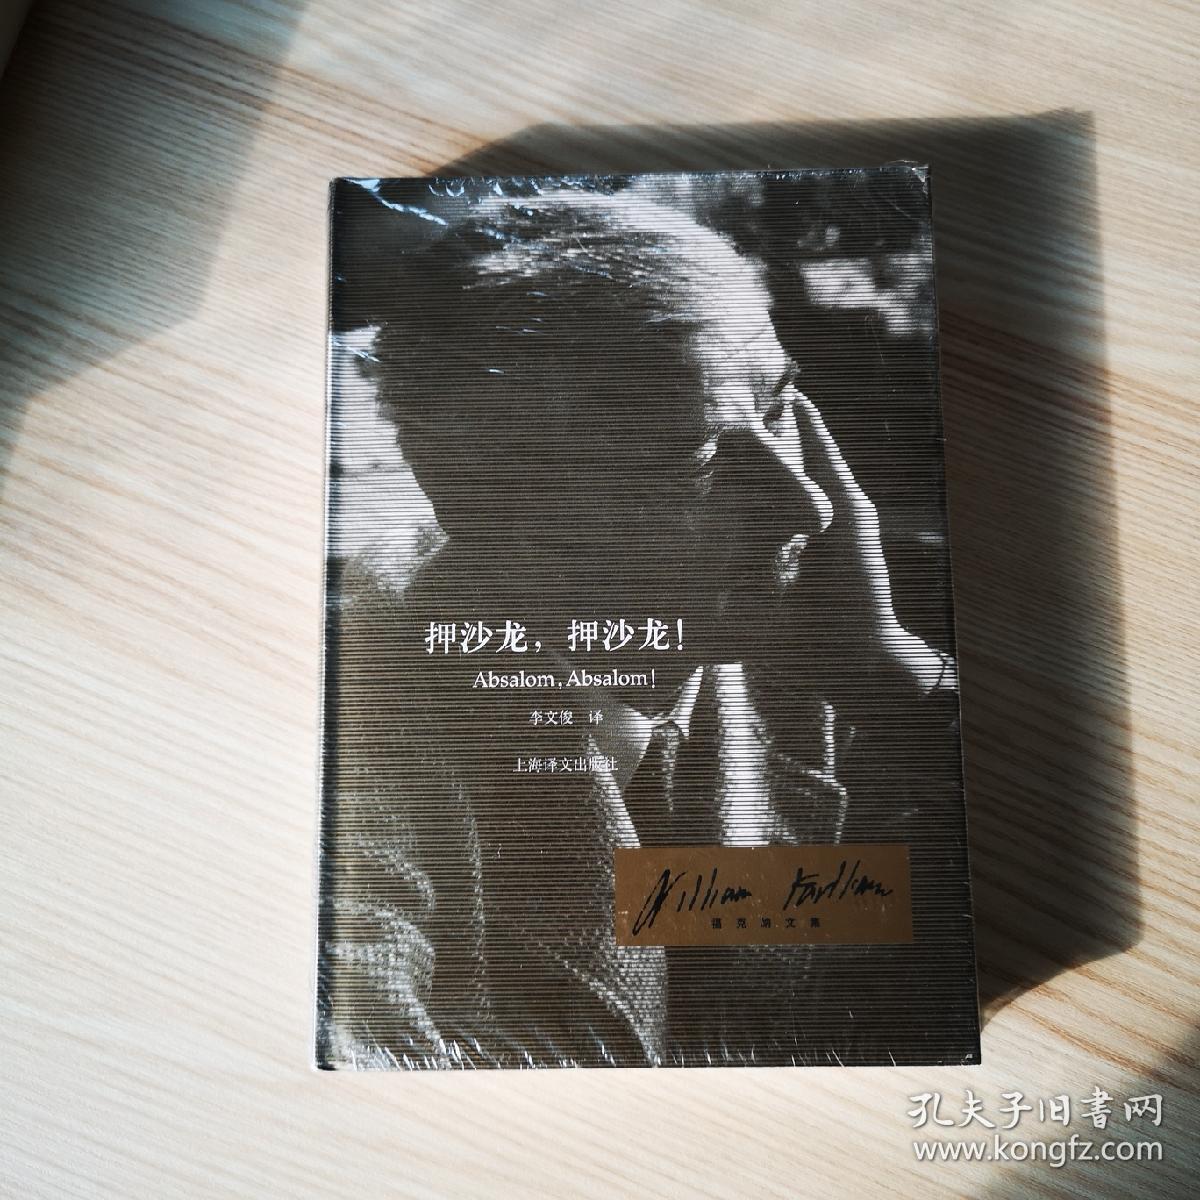 押沙龙，押沙龙！
Absalom, Absalom!
李文俊 译
上海译文出版社
William Faulkner
福克纳文集
孔夫子旧書网
www.kongfz.com